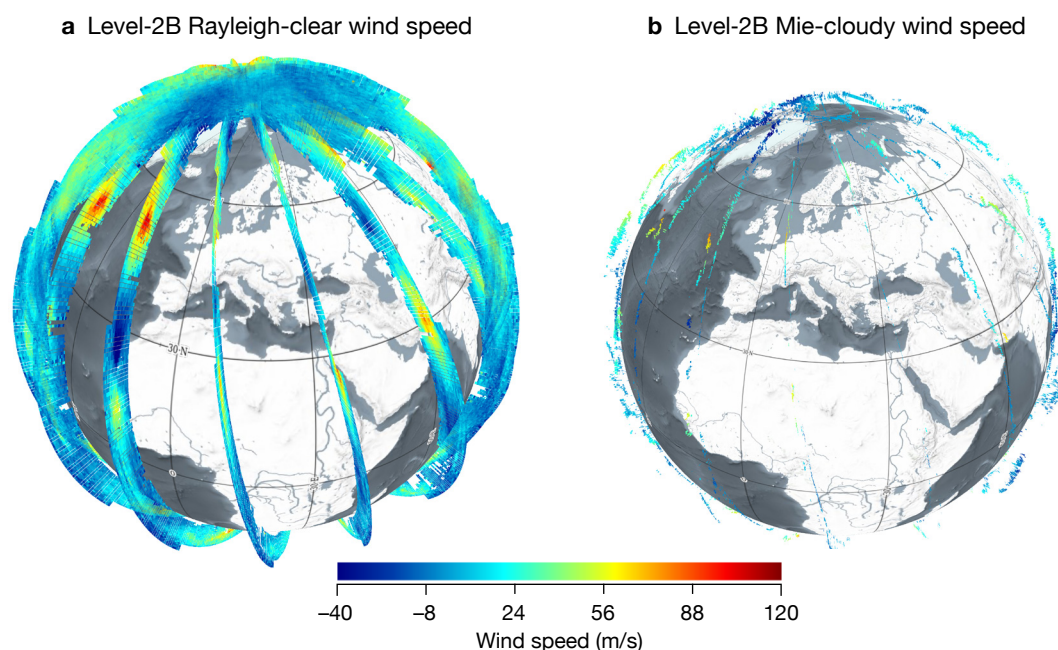 a Level-2B Rayleigh-clear wind speed
b Level-2B Mie-cloudy wind speed
30·N
0
−40 −8 24 56 88 120
Wind speed (m/s)